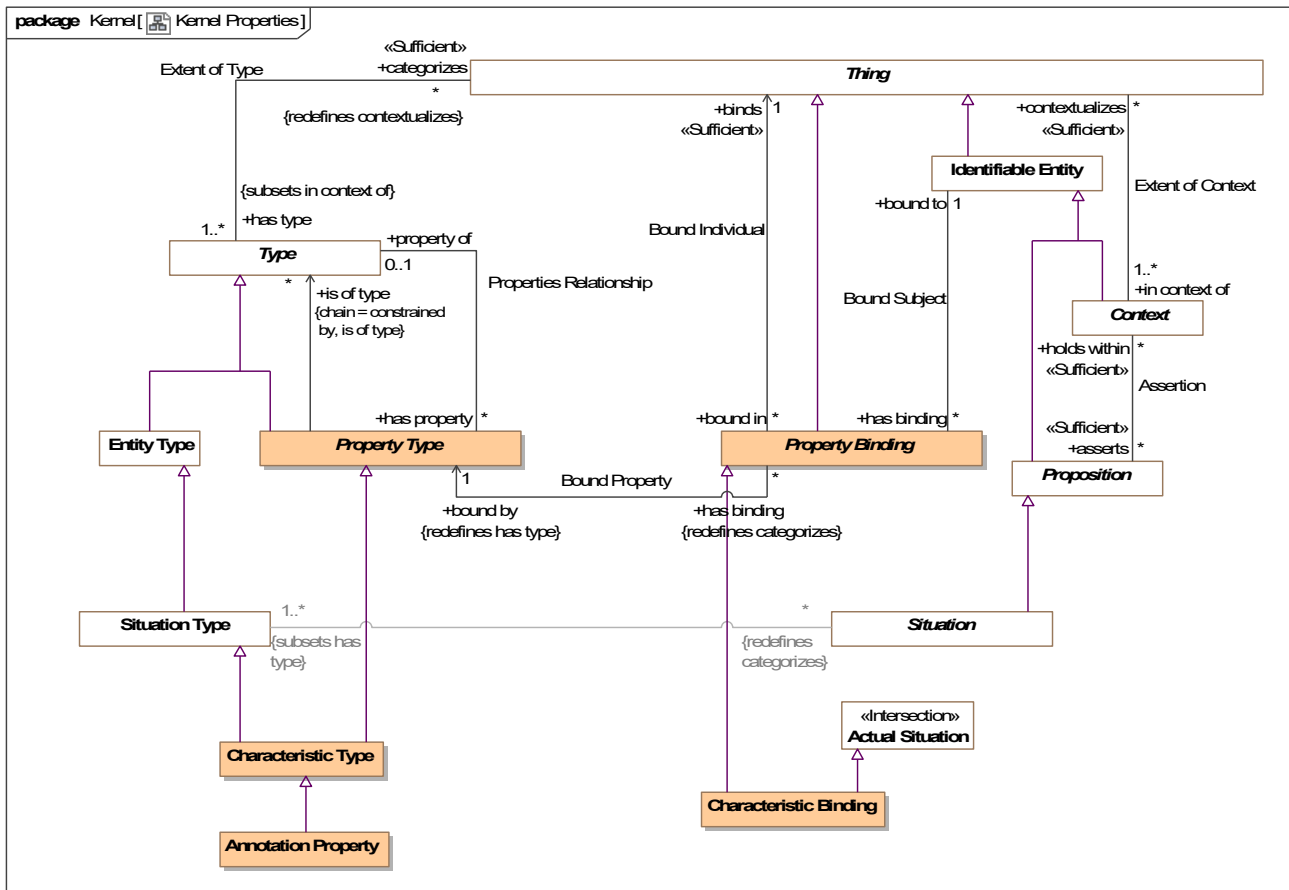 package Kernel[ Kernel Properties ]
«Sufficient»
Extent of Type
+categorizes
*
{redefines contextualizes}
Thing
+binds
1
«Sufficient»
+contextualizes
*
«Sufficient»
Identifiable Entity
+bound to
1
Extent of Context
{subsets in context of}
+has type
1..*
Type
+property of
0..1
Bound Individual
Properties Relationship
Bound Subject
1..*
+in context of
Context
*
+is of type
{chain = constrained
by, is of type}
+holds within
*
«Sufficient»
Assertion
+has property
*
+bound in
*
+has binding
*
«Sufficient»
+asserts
*
Entity Type
Property Type
Property Binding
Proposition
1
Bound Property
*
+bound by
{redefines has type}
+has binding
{redefines categorizes}
Situation Type
1..*
{subsets has
type}
*
{redefines
categorizes}
Situation
«Intersection»
Actual Situation
Characteristic Type
Characteristic Binding
Annotation Property